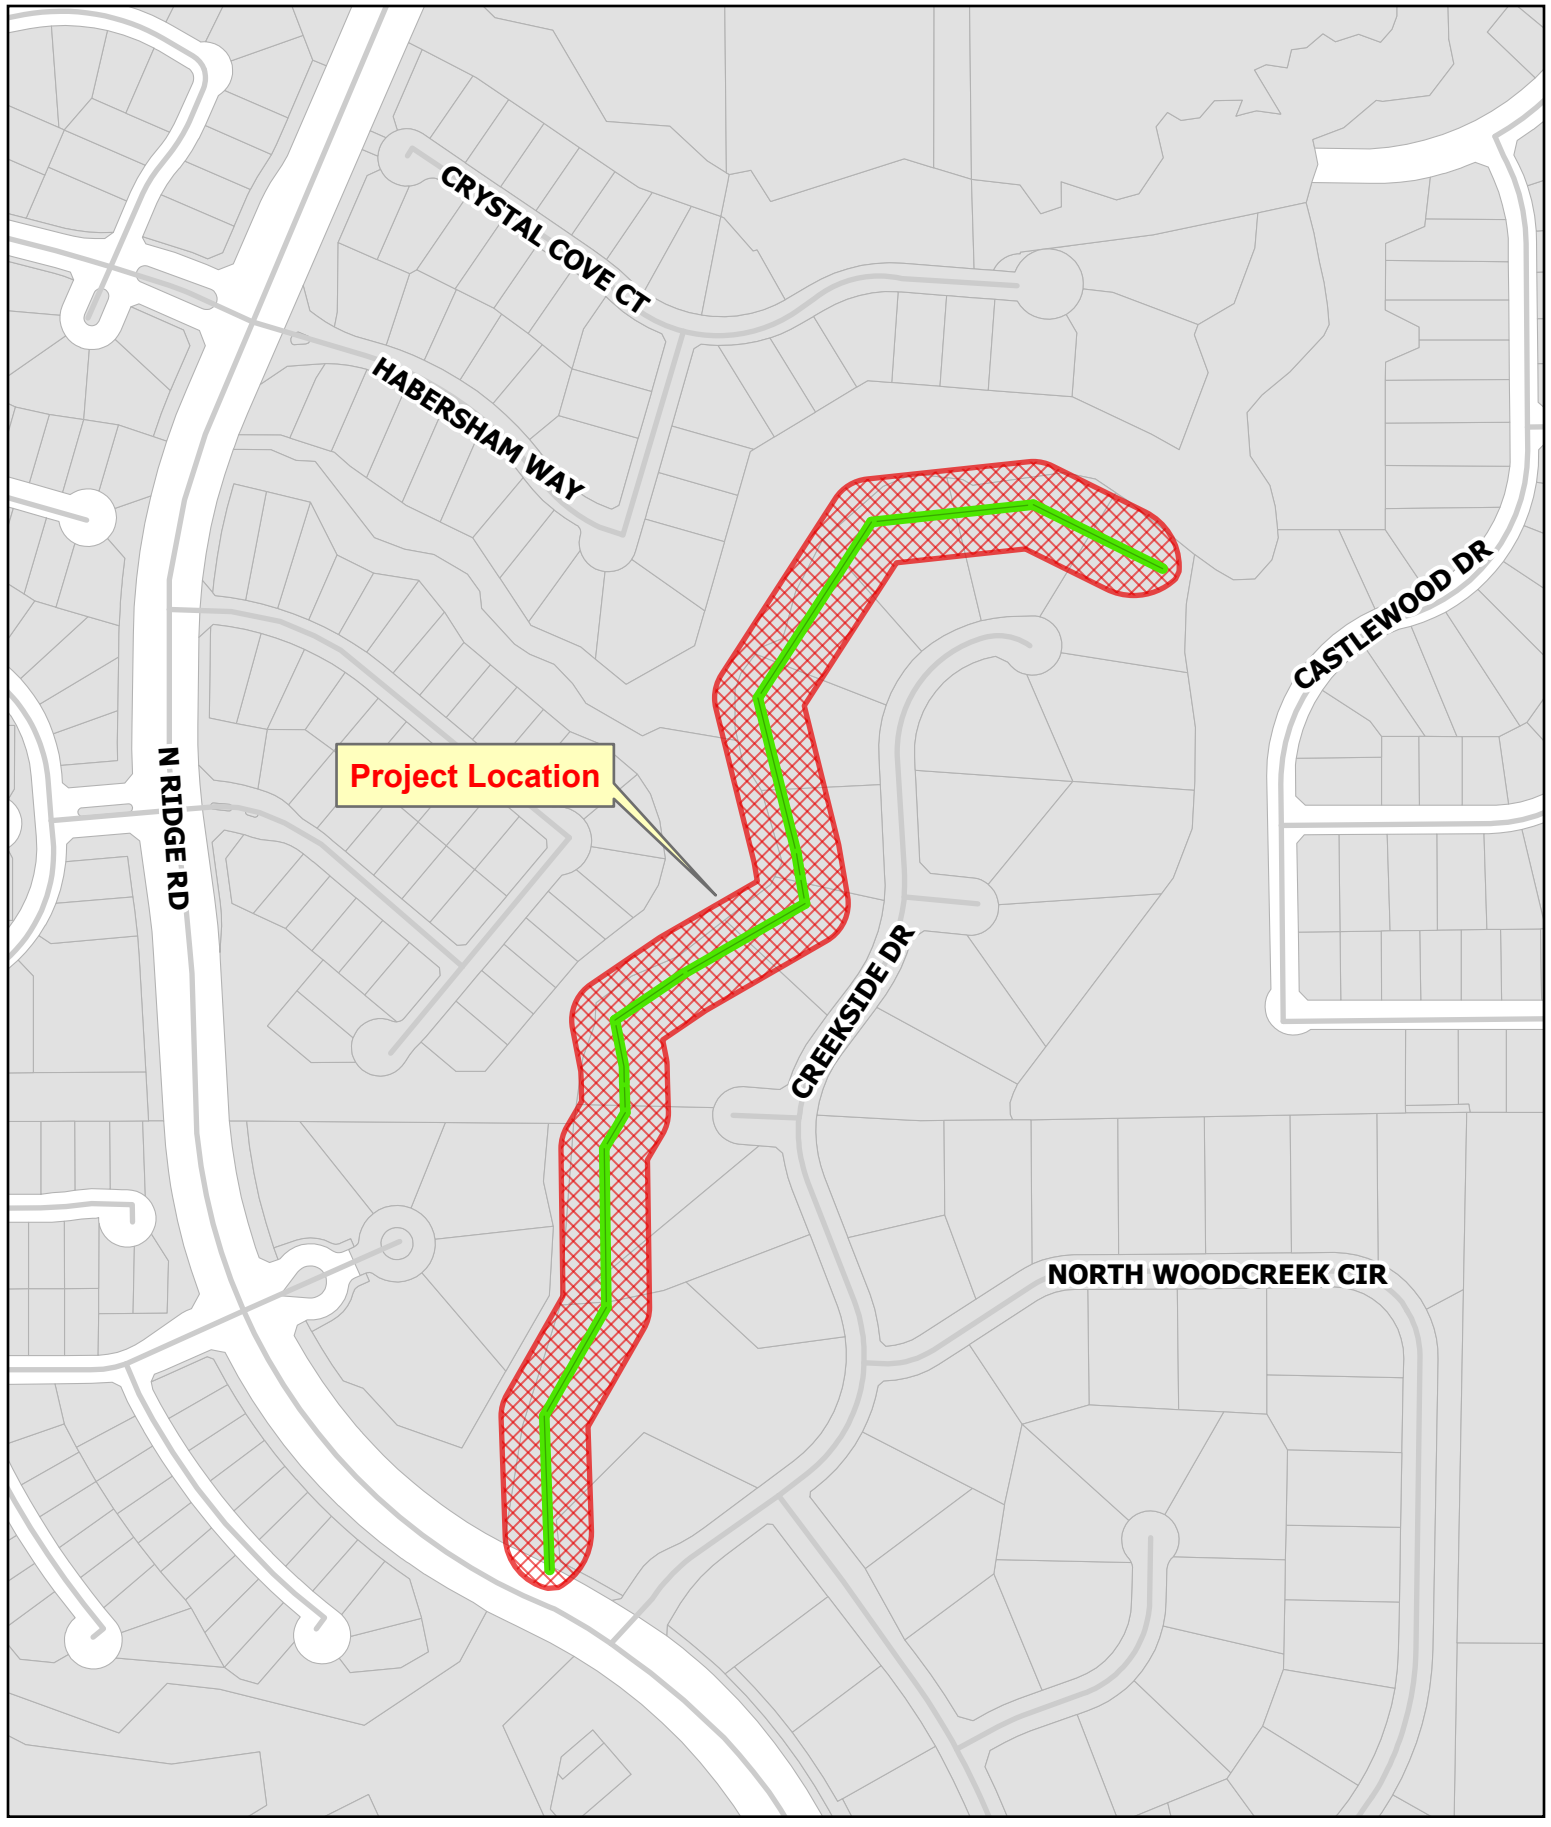 CRYSTAL COVE CT
HABERSHAM WAY
CASTLEWOOD DR
N RIDGE RD
Project Location
CREEKSIDE DR
NORTH WOODCREEK CIR